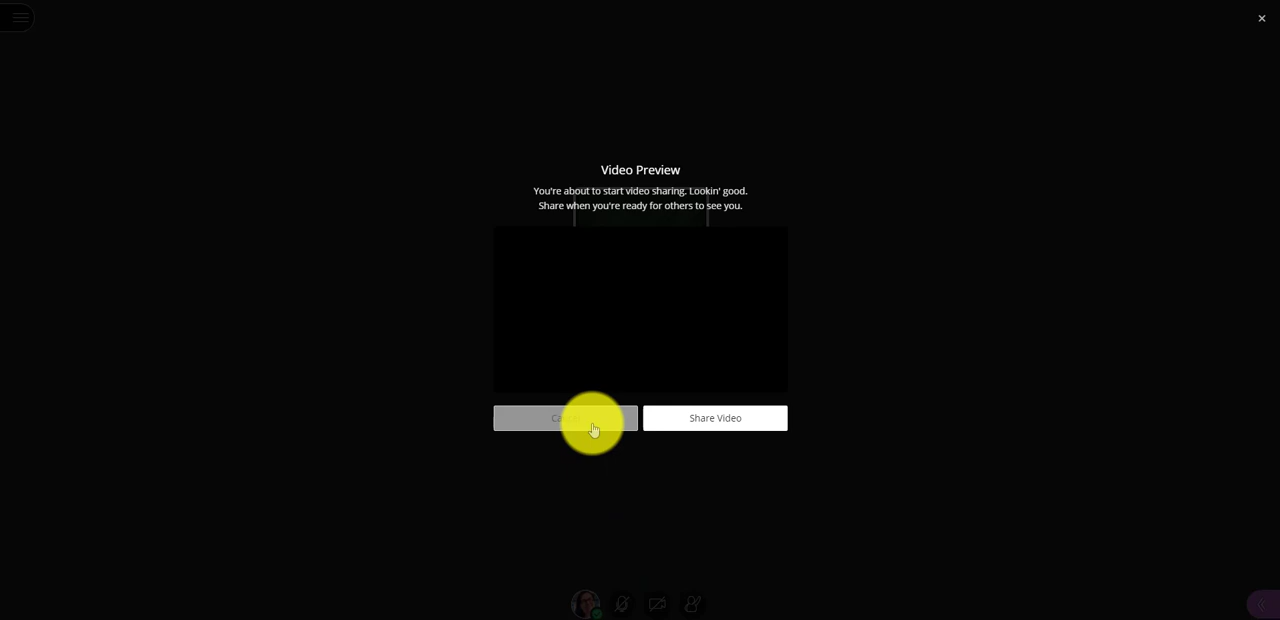 Video Preview
You're about to start video sharing. Lookin' good.
Share when you're ready for others to see you.
Share Video